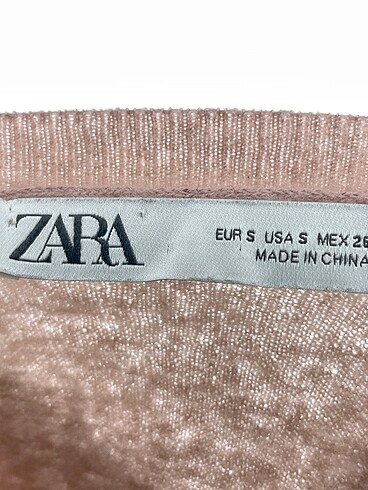 ZARA
EUR S USA S MEX 26
MADE IN CHINA